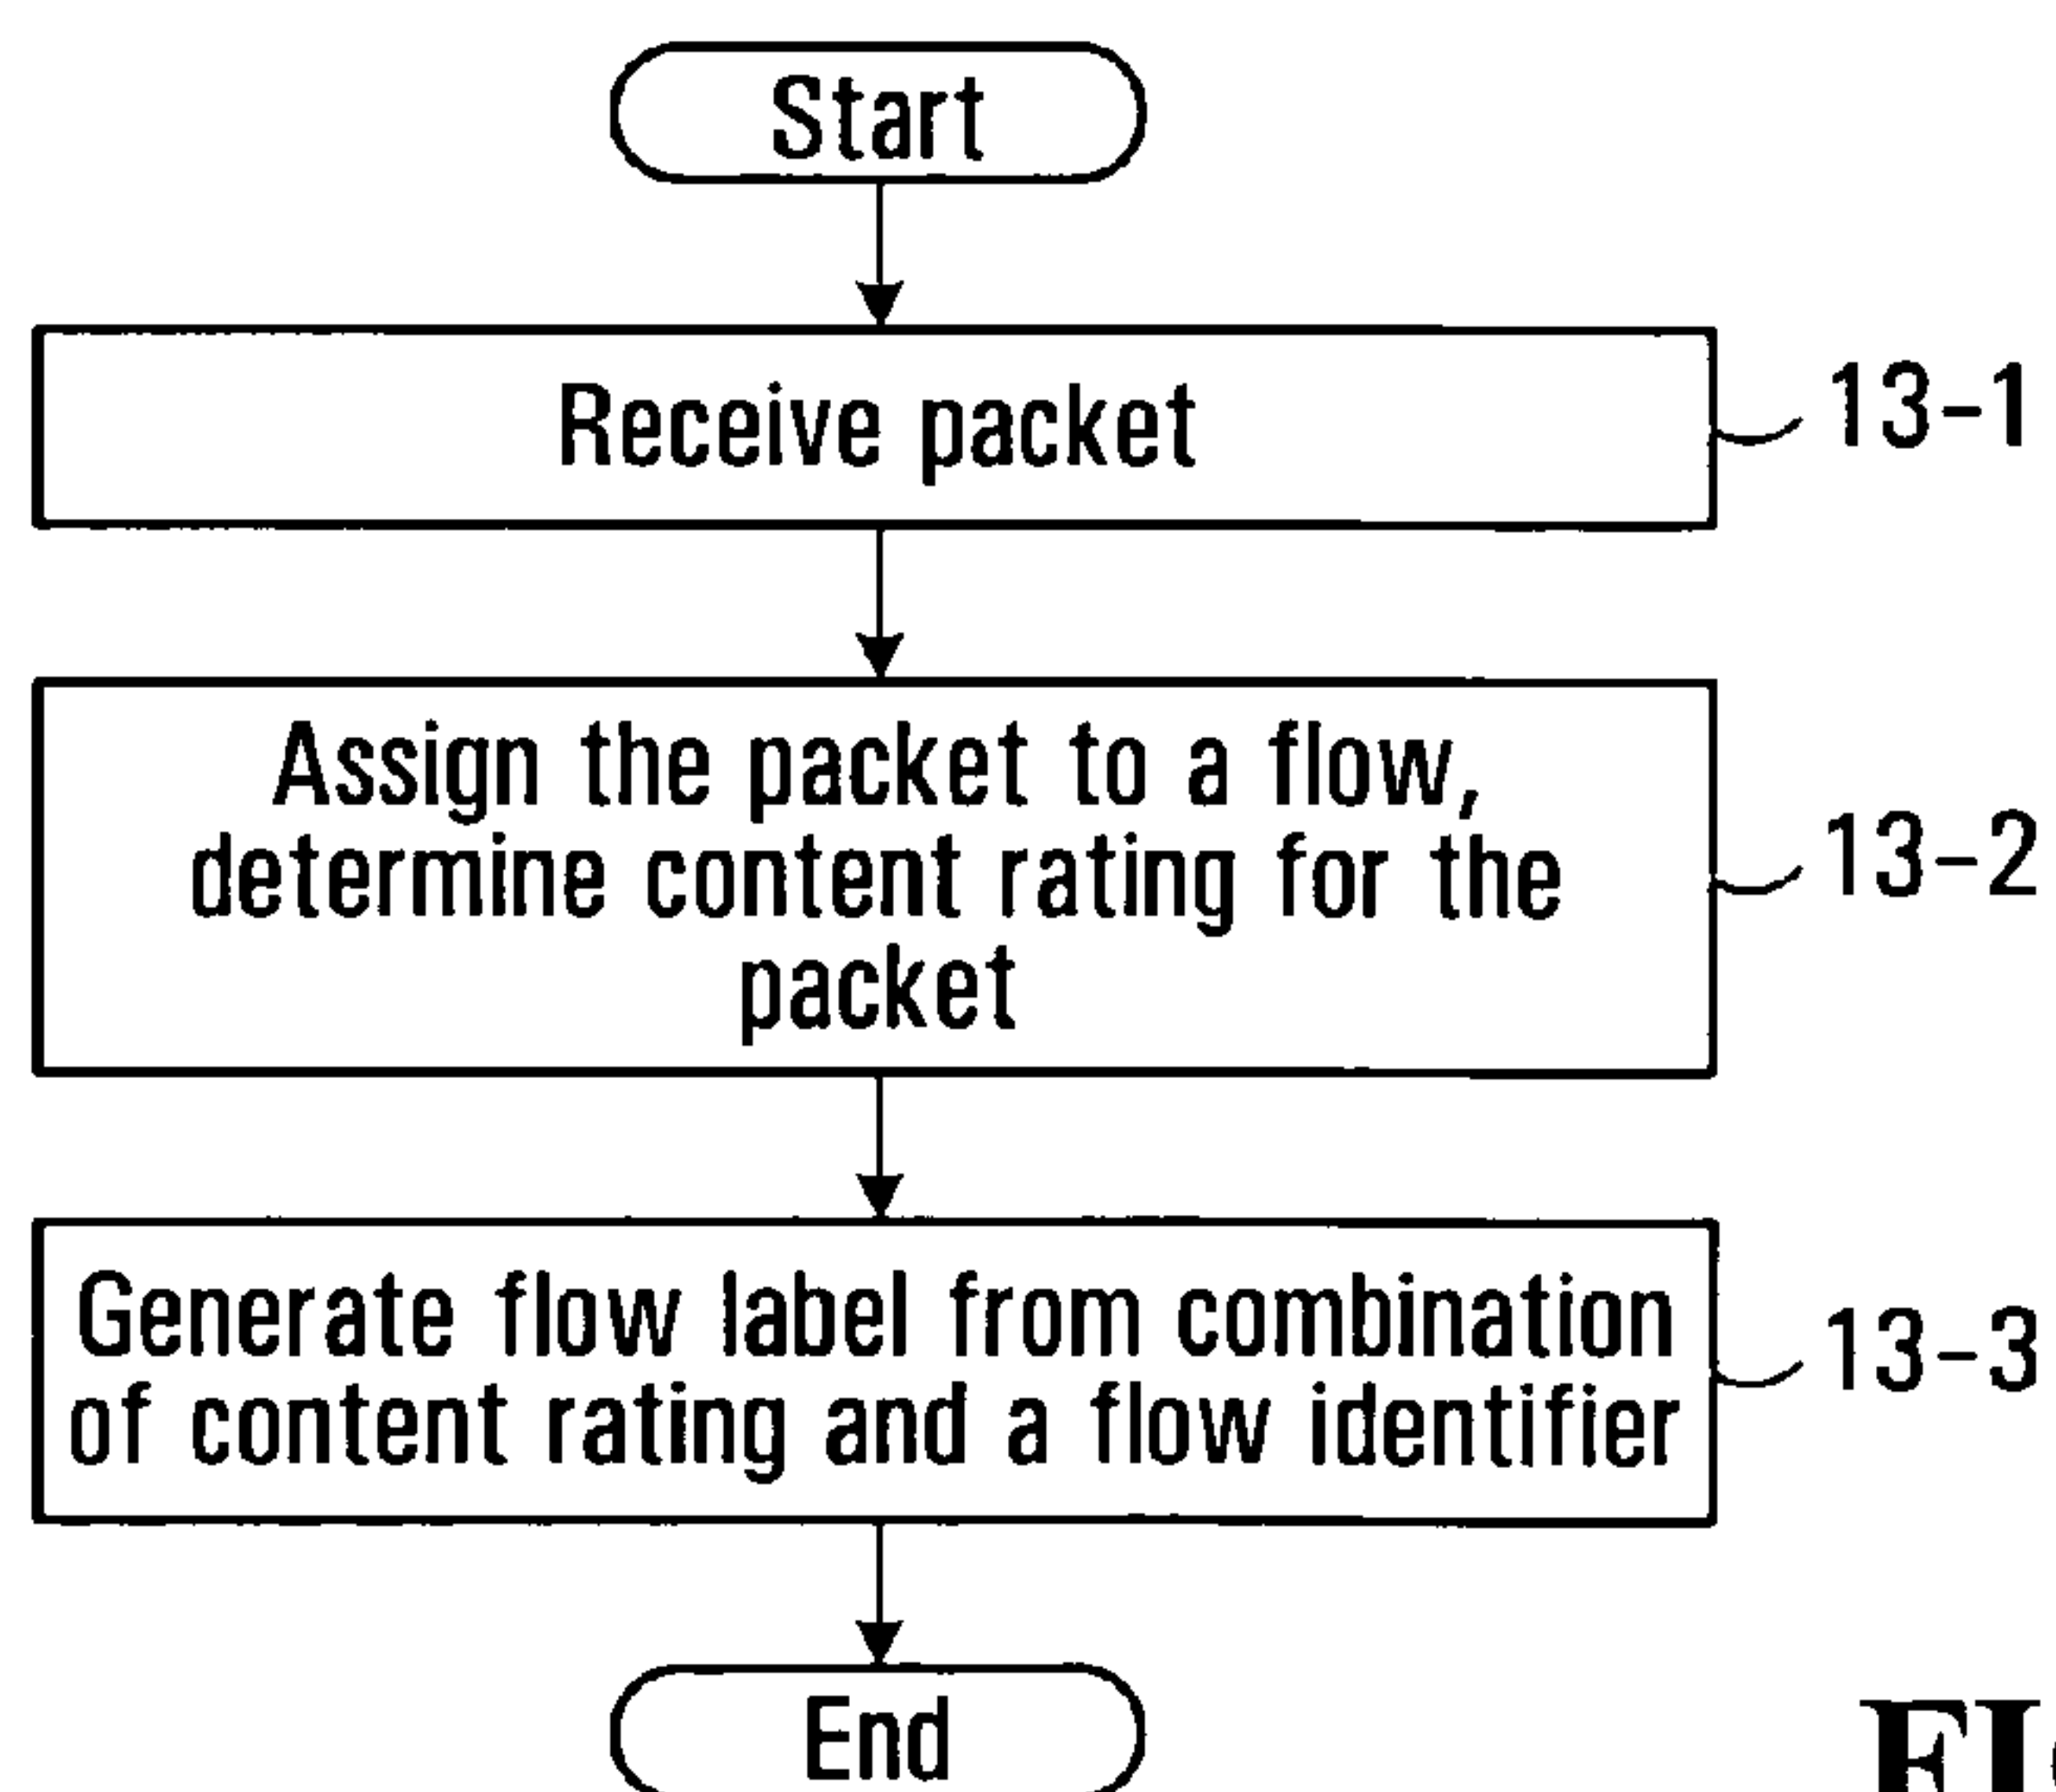 Start
Receive packet
13-1
Assign the packet to a flow,
determine content rating for the
packet
13-2
Generate flow label from combination
of content rating and a flow identifier
13-3
End